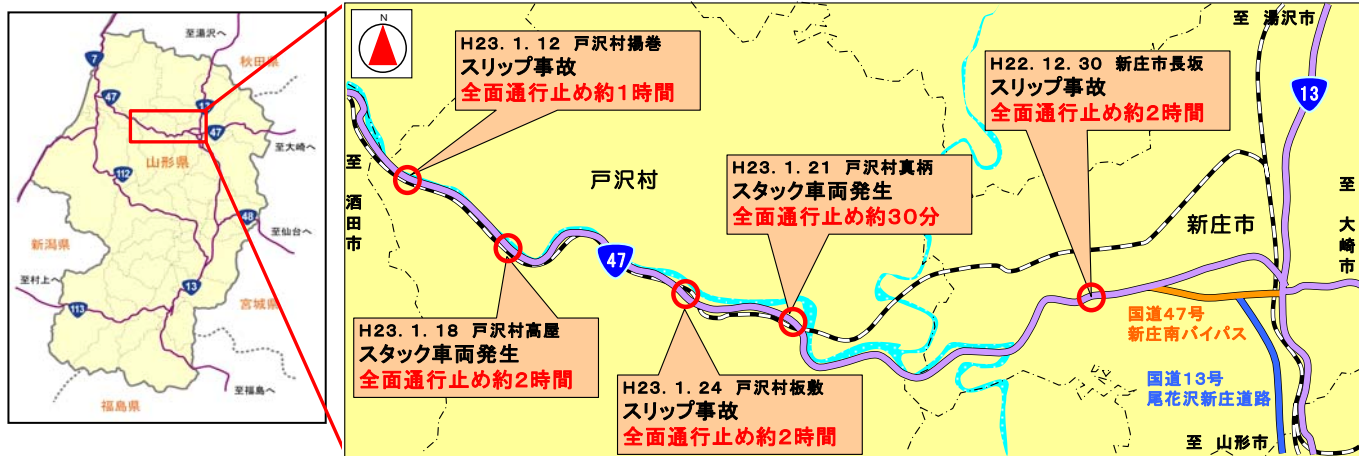 至湯沢へ
秋田県
7
47
13
47
至大崎へ
山形県
112
48
至仙台へ
新潟県
至村上へ
13
宮城県
113
至福島へ
福島県
N
H23. 1. 12 戸沢村揚巻
スリップ事故
全面通行止め約1時間
至 酒田市
戸沢村
H23. 1. 21 戸沢村真柄
スタック車両発生
全面通行止め約30分
H22. 12. 30 新庄市長坂
スリップ事故
全面通行止め約2時間
至 湯沢市
13
至 大崎市
新庄市
47
H23. 1. 18 戸沢村高屋
スタック車両発生
全面通行止め約2時間
H23. 1. 24 戸沢村板敷
スリップ事故
全面通行止め約2時間
国道47号
新庄南バイパス
国道13号
尾花沢新庄道路
至 山形市